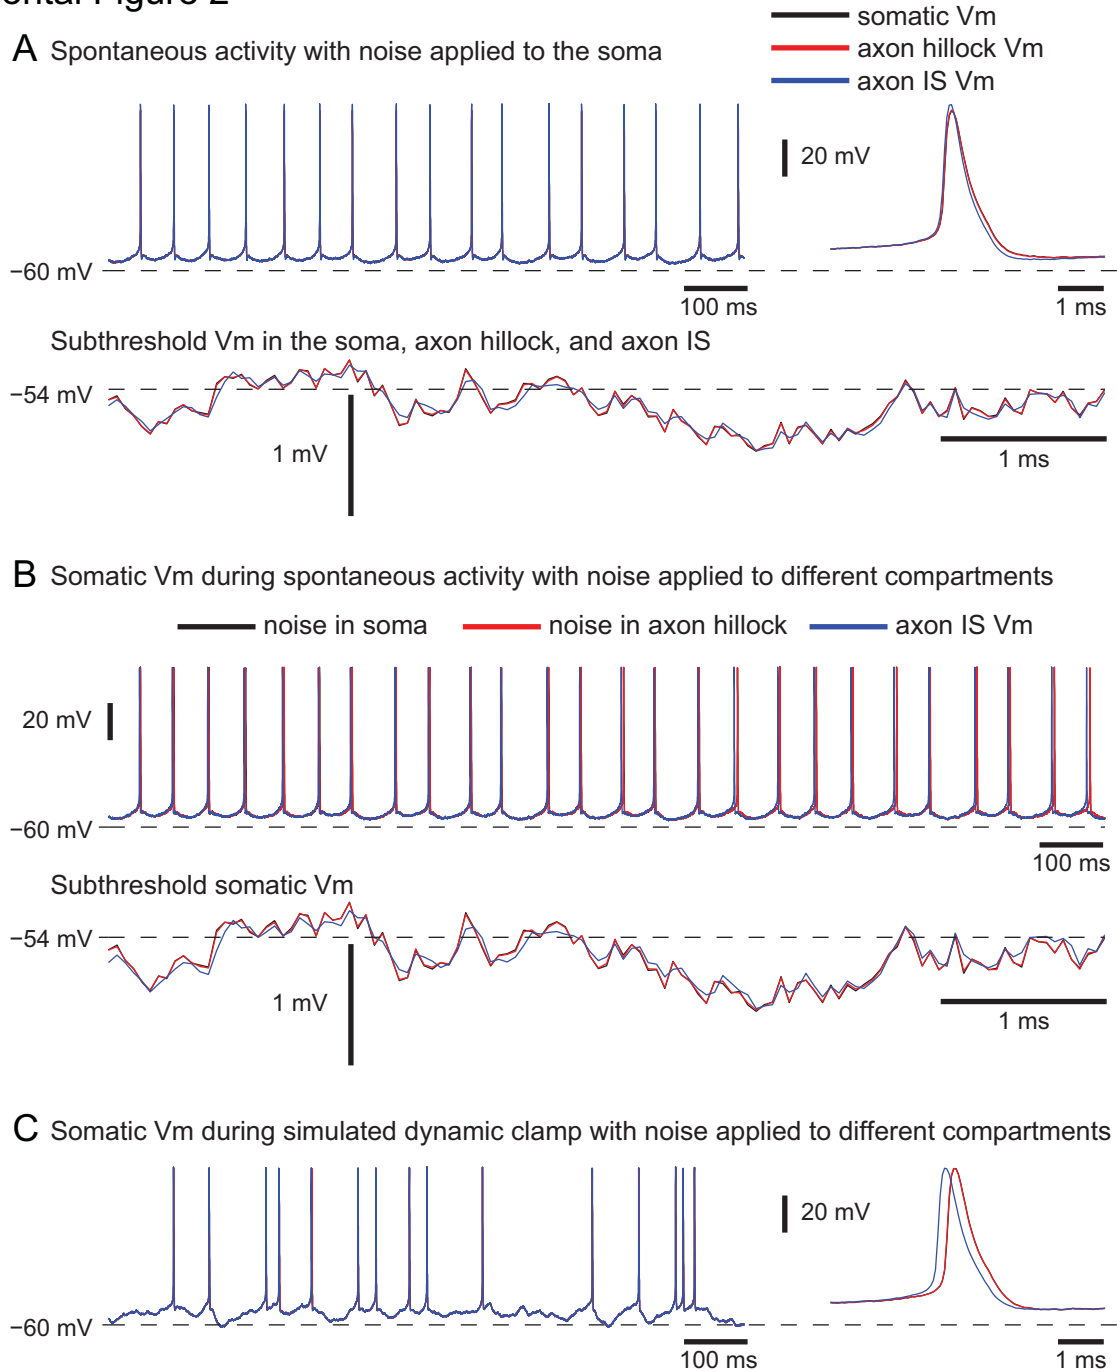 ental Figure 2
somatic Vm
axon hillock Vm
axon IS Vm
A Spontaneous activity with noise applied to the soma
20 mV
−60 mV
100 ms
1 ms
Subthreshold Vm in the soma, axon hillock, and axon IS
−54 mV
1 mV
1 ms
B Somatic Vm during spontaneous activity with noise applied to different compartments
noise in soma noise in axon hillock axon IS Vm
20 mV
−60 mV
100 ms
Subthreshold somatic Vm
−54 mV
1 mV
1 ms
C Somatic Vm during simulated dynamic clamp with noise applied to different compartments
20 mV
−60 mV
100 ms
1 ms